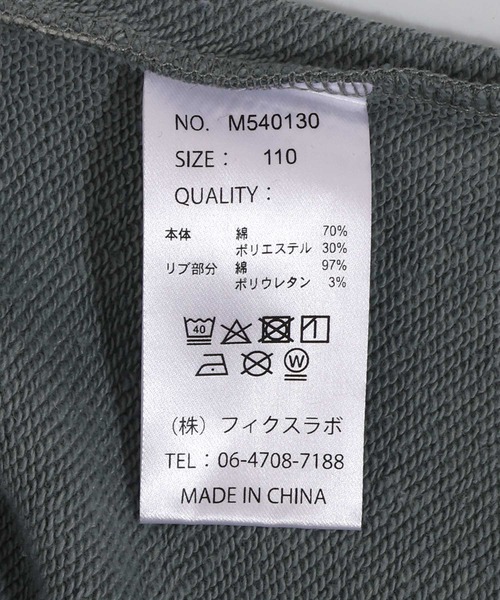 NO. M540130
SIZE： 110
QUALITY：
本体 綿 70%
ポリエステル 30%
リブ部分 綿 97%
ポリウレタン 3%
40
W
（株）フィクスラボ
TEL：06-4708-7188
MADE IN CHINA